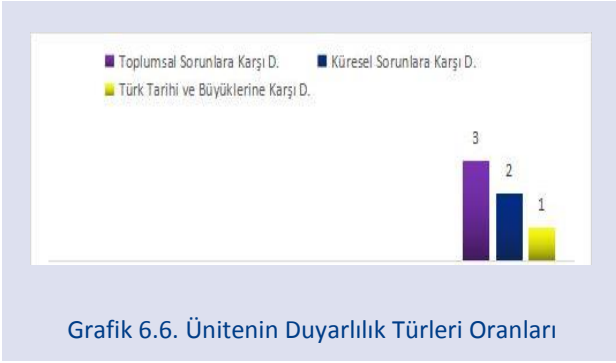 Toplumsal Sorunlara Karşı D. Küresel Sorunlara Karşı D.
Türk Tarihi ve Büyüklerine Karşı D.
3
2
1
Grafik 6.6. Ünitenin Duyarlılık Türleri Oranları